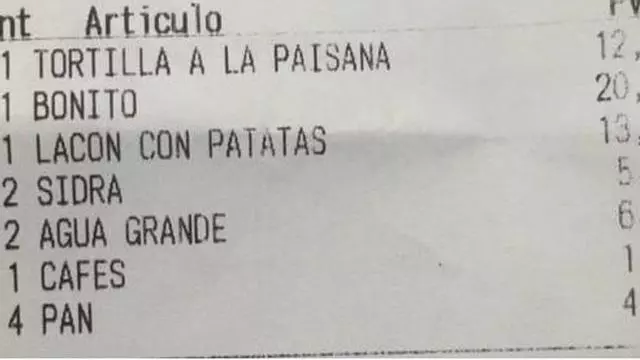 nt Articulo PV
1 TORTILLA A LA PAISANA 12,
1 BONITO 20,
1 LACON CON PATATAS 13,
2 SIDRA 5
2 AGUA GRANDE 6
1 CAFES 1
4 PAN 4